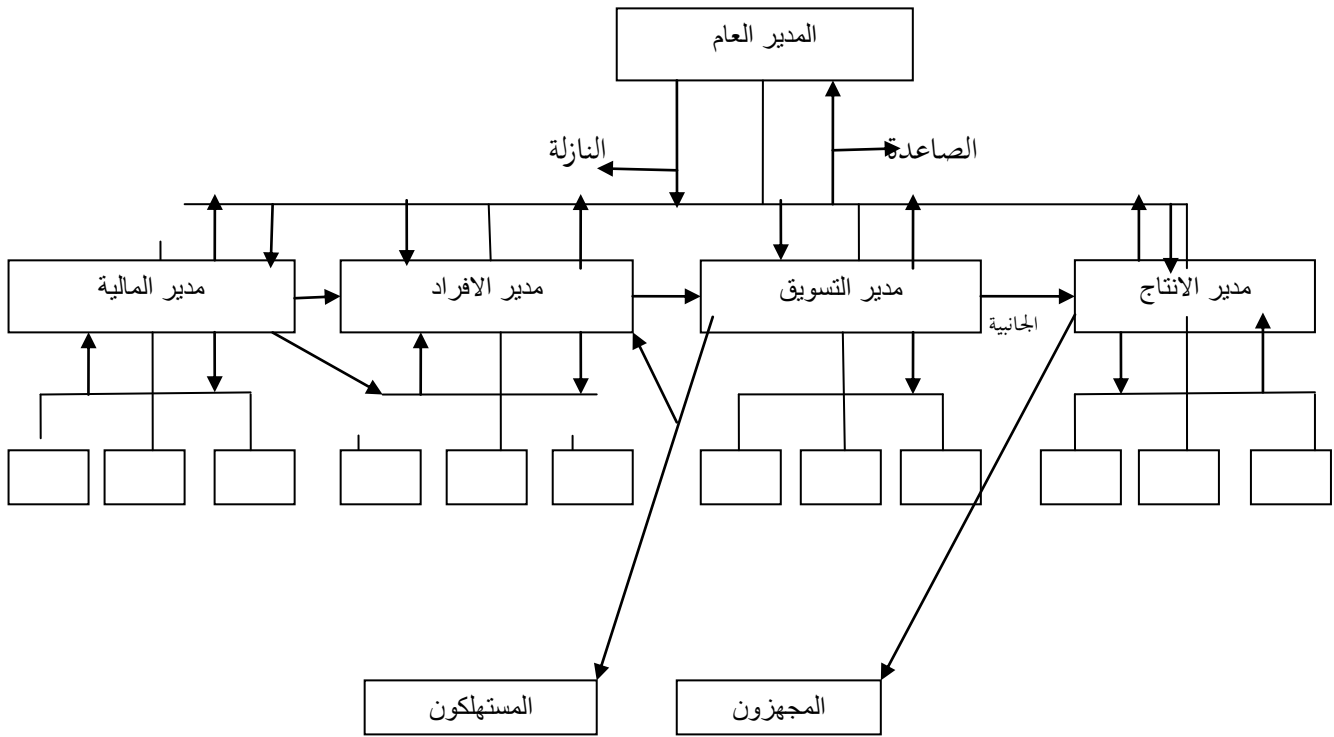 المدير العام
الصاعدة
النازلة
مدير الانتاج
مدير التسويق
مدير الافراد
مدير المالية
الجانبية
المجهزون
المستهلكون